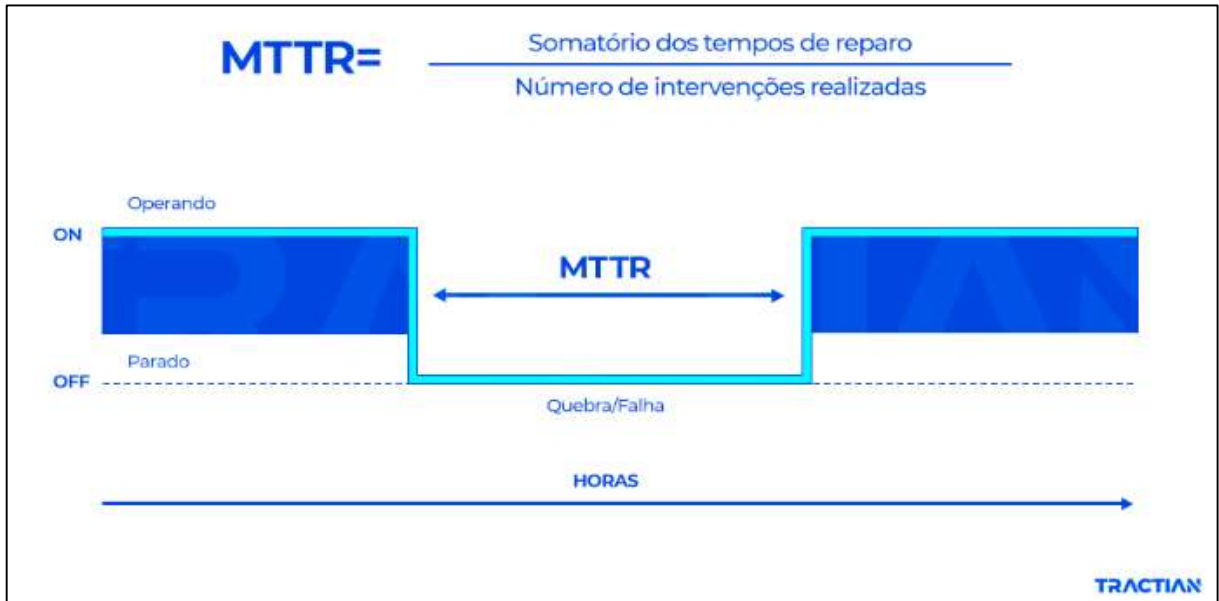 MTTR=
Somatório dos tempos de reparo
Número de intervenções realizadas
Operando
ON
MTTR
Parado
OFF
Quebra/Falha
HORAS
TRACTIAN